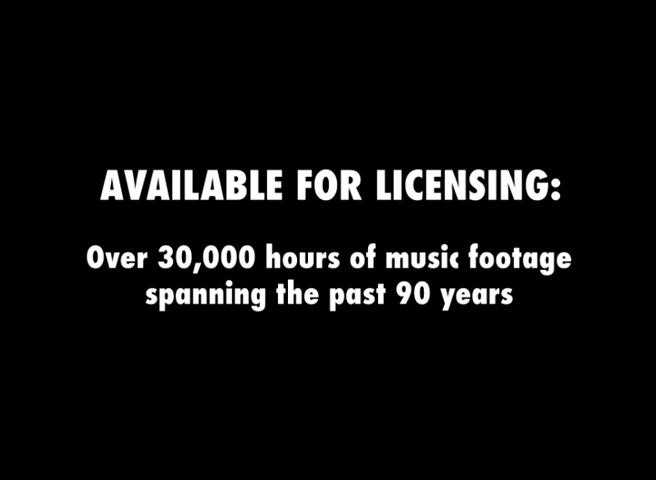 AVAILABLE FOR LICENSING:
Over 30,000 hours of music footage
spanning the past 90 years